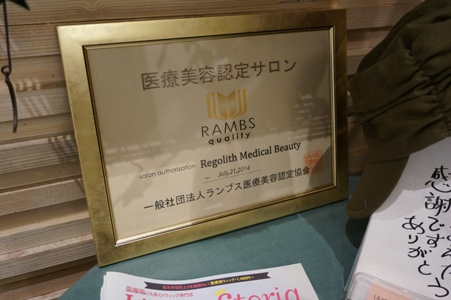 医療美容認定サロン
RAMBS
quality
salon authorization Regolith Medical Beauty
July.21,2014
一般社団法人ランブス医療美容認定協会
感謝です
ありがとう
Storia